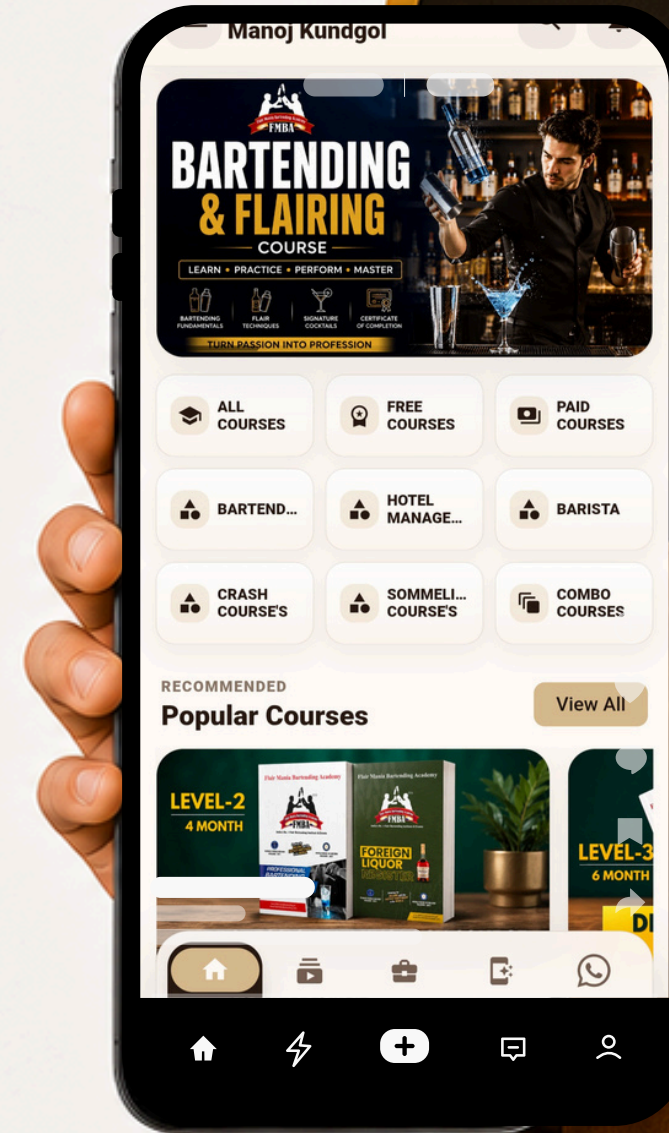 Manoj Kundgol
FMBA
BARTENDING
& FLAIRING
COURSE
LEARN • PRACTICE • PERFORM • MASTER
BARTENDING
FUNDAMENTALS
FLAIR
TECHNIQUES
SIGNATURE
COCKTAILS
CERTIFICATE
OF COMPLETION
TURN PASSION INTO PROFESSION
ALL
COURSES
FREE
COURSES
PAID
COURSES
BARTEND...
HOTEL
MANAGE...
BARISTA
CRASH
COURSE'S
SOMMELI...
COURSE'S
COMBO
COURSES
RECOMMENDED
Popular Courses
View All
LEVEL-2
4 MONTH
Flair Mania Bartending Academy
FMBA
PROFESSIONAL
BARTENDING
Flair Mania Bartending Academy
FMBA
FOREIGN
LIQUOR
LEVEL-3
6 MONTH